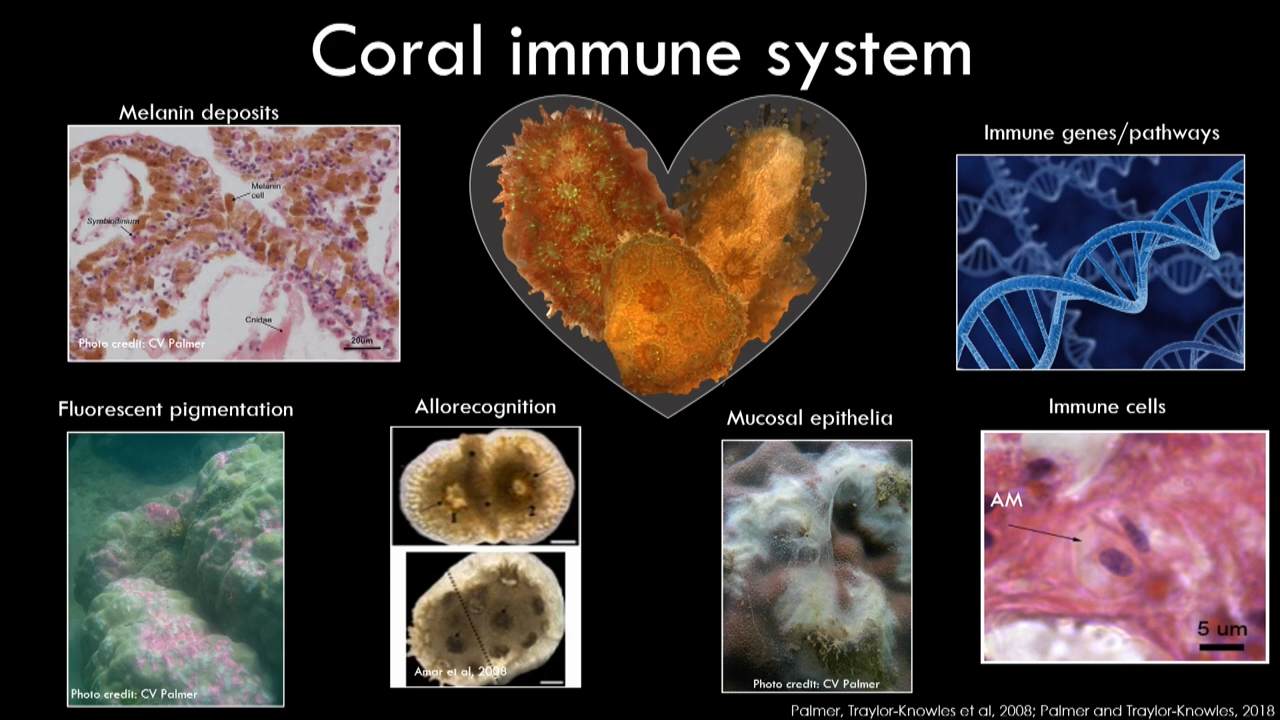 Coral immune system
Melanin deposits
Melanin
cell
Symbiodinium
Cnidae
20um
Photo credit: CV Palmer
Immune genes/pathways
Fluorescent pigmentation
Photo credit: CV Palmer
Allorecognition
1
2
Amar et al, 2008
Mucosal epithelia
Photo credit: CV Palmer
Immune cells
AM
5 um
Palmer, Traylor-Knowles et al, 2008; Palmer and Traylor-Knowles, 2018